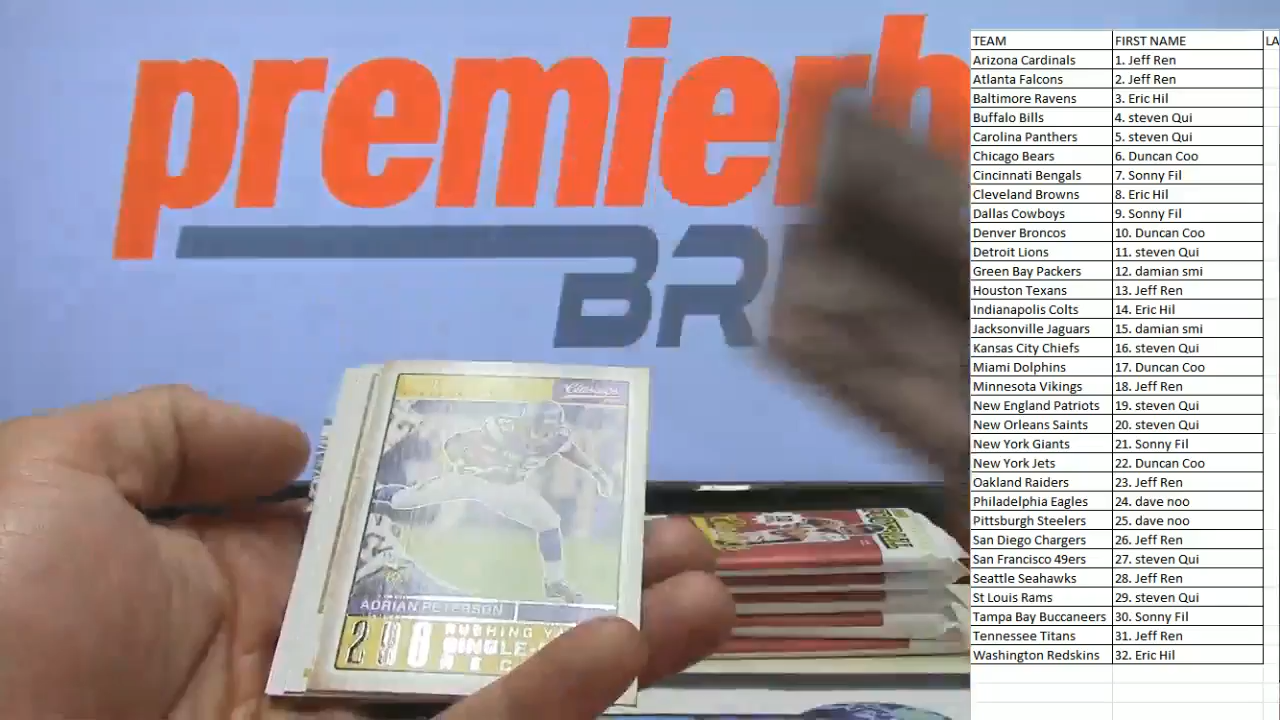 premierb
BR
Classics
ADRIAN PETERSON
RUSHING YA
SINGLE-
TEAM FIRST NAME LA
Arizona Cardinals 1. Jeff Ren
Atlanta Falcons 2. Jeff Ren
Baltimore Ravens 3. Eric Hil
Buffalo Bills 4. steven Qui
Carolina Panthers 5. steven Qui
Chicago Bears 6. Duncan Coo
Cincinnati Bengals 7. Sonny Fil
Cleveland Browns 8. Eric Hil
Dallas Cowboys 9. Sonny Fil
Denver Broncos 10. Duncan Coo
Detroit Lions 11. steven Qui
Green Bay Packers 12. damian smi
Houston Texans 13. Jeff Ren
Indianapolis Colts 14. Eric Hil
Jacksonville Jaguars 15. damian smi
Kansas City Chiefs 16. steven Qui
Miami Dolphins 17. Duncan Coo
Minnesota Vikings 18. Jeff Ren
New England Patriots 19. steven Qui
New Orleans Saints 20. steven Qui
New York Giants 21. Sonny Fil
New York Jets 22. Duncan Coo
Oakland Raiders 23. Jeff Ren
Philadelphia Eagles 24. dave noo
Pittsburgh Steelers 25. dave noo
San Diego Chargers 26. Jeff Ren
San Francisco 49ers 27. steven Qui
Seattle Seahawks 28. Jeff Ren
St Louis Rams 29. steven Qui
Tampa Bay Buccaneers 30. Sonny Fil
Tennessee Titans 31. Jeff Ren
Washington Redskins 32. Eric Hil